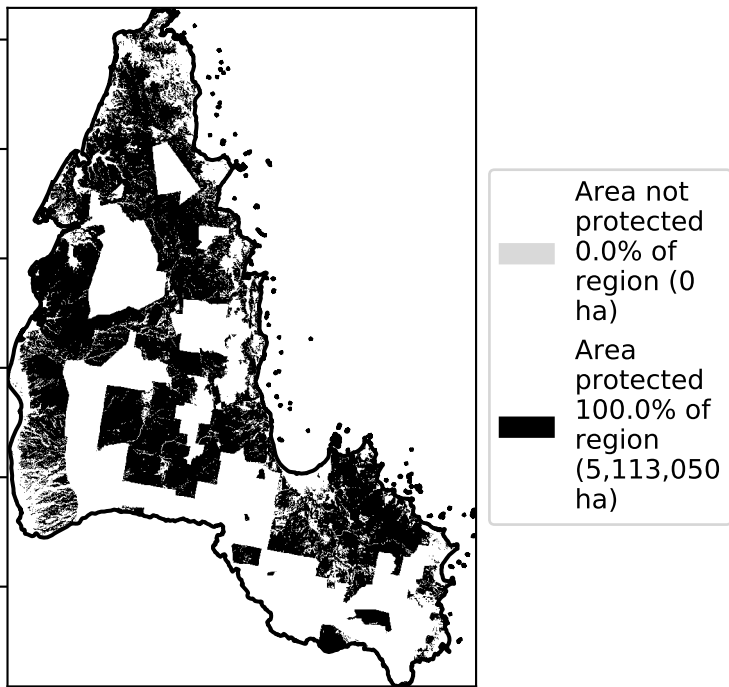 Area not
protected
0.0% of
region (0
ha)
Area
protected
100.0% of
region
(5,113,050
ha)